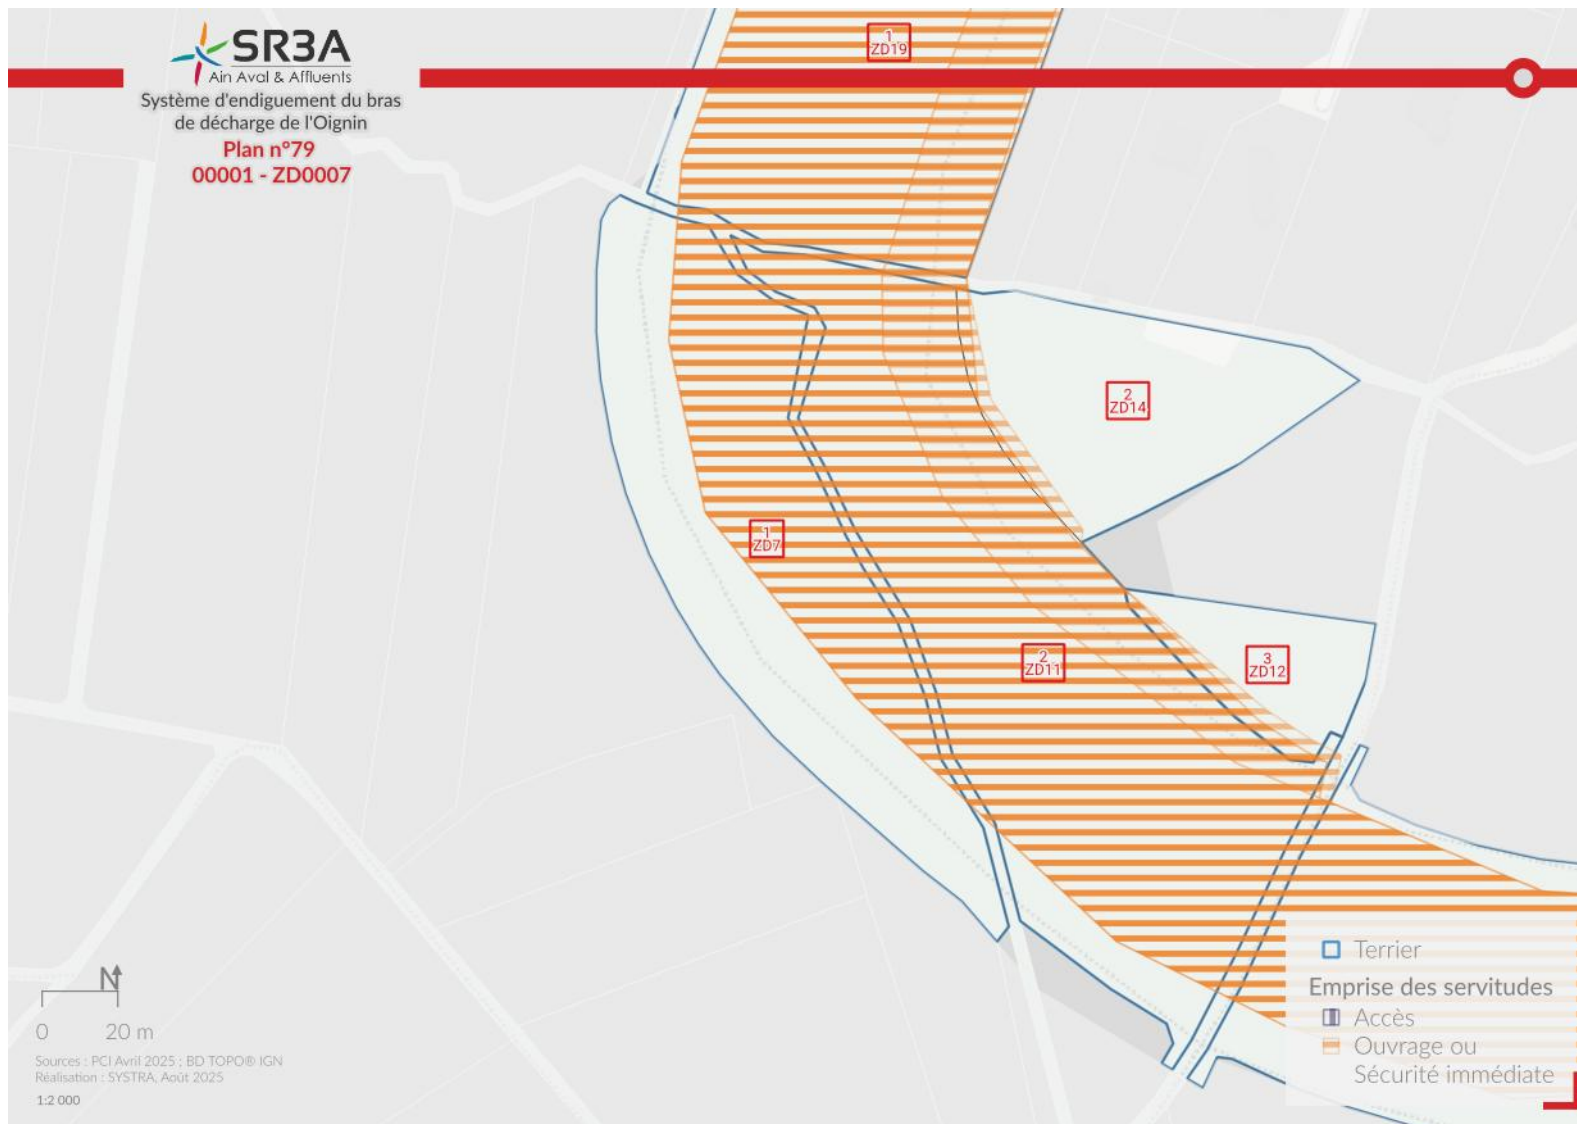 SR3A
Ain Aval & Affluents
Système d'endiguement du bras
de décharge de l'Oignin
Plan n°79
00001 - ZD0007
1
ZD19
2
ZD14
1
ZD7
2
ZD11
3
ZD12
N
0 20 m
Sources : PCI Avril 2025 ; BD TOPO® IGN
Réalisation : SYSTRA, Août 2025
1:2 000
Terrier
Emprise des servitudes
Accès
Ouvrage ou
Sécurité immédiate